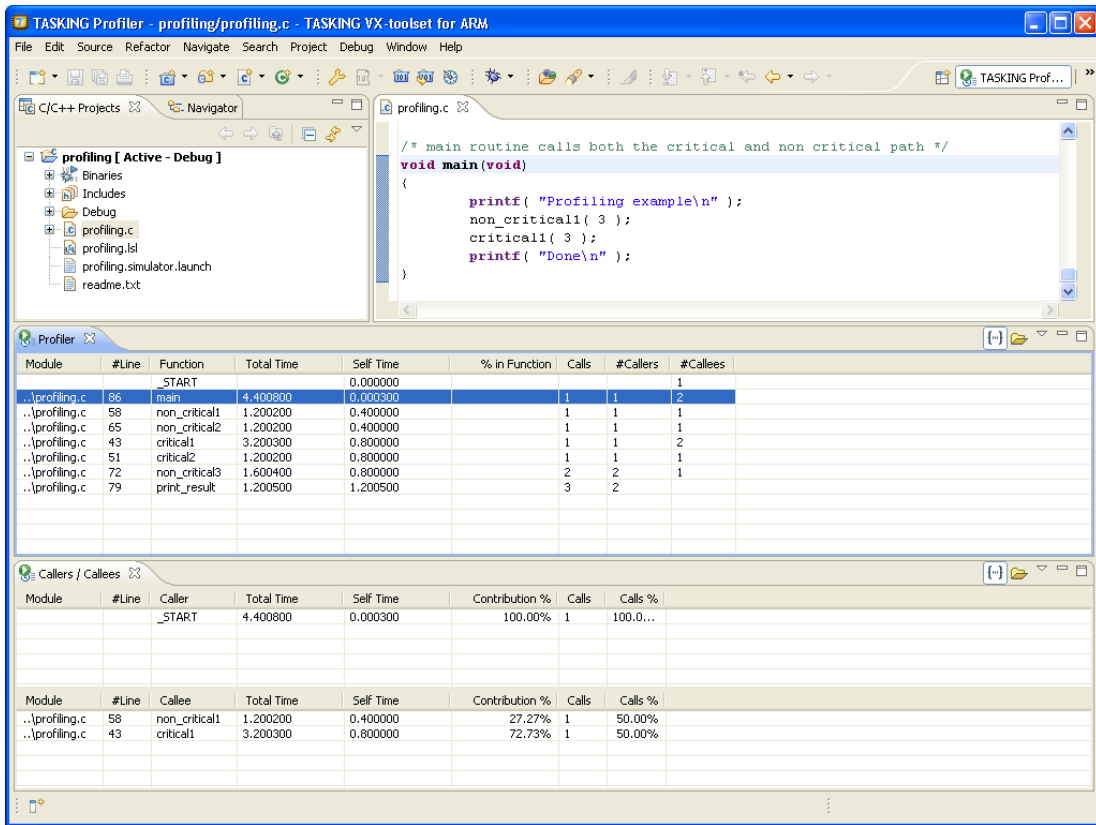 TASKING Profiler - profiling/profiling.c - TASKING VX-toolset for ARM
File Edit Source Refactor Navigate Search Project Debug Window Help
TASKING Prof... »
C/C++ Projects Navigator
profiling [ Active - Debug ]
Binaries
Includes
Debug
profiling.c
profiling.lsl
profiling.simulator.launch
readme.txt
profiling.c
/* main routine calls both the critical and non critical path */
void main(void)
{
printf( "Profiling example\n" );
non_critical1( 3 );
critical1( 3 );
printf( "Done\n" );
}
Profiler
Module #Line Function Total Time Self Time % in Function Calls #Callers #Callees
_START 0.000000 1
..\profiling.c 86 main 4.400800 0.000300 1 1 2
..\profiling.c 58 non_critical1 1.200200 0.400000 1 1 1
..\profiling.c 65 non_critical2 1.200200 0.400000 1 1 1
..\profiling.c 43 critical1 3.200300 0.800000 1 1 2
..\profiling.c 51 critical2 1.200200 0.800000 1 1 1
..\profiling.c 72 non_critical3 1.600400 0.800000 2 2 1
..\profiling.c 79 print_result 1.200500 1.200500 3 2
Callers / Callees
Module #Line Caller Total Time Self Time Contribution % Calls Calls %
_START 4.400800 0.000300 100.00% 1 100.0...
Module #Line Callee Total Time Self Time Contribution % Calls Calls %
..\profiling.c 58 non_critical1 1.200200 0.400000 27.27% 1 50.00%
..\profiling.c 43 critical1 3.200300 0.800000 72.73% 1 50.00%